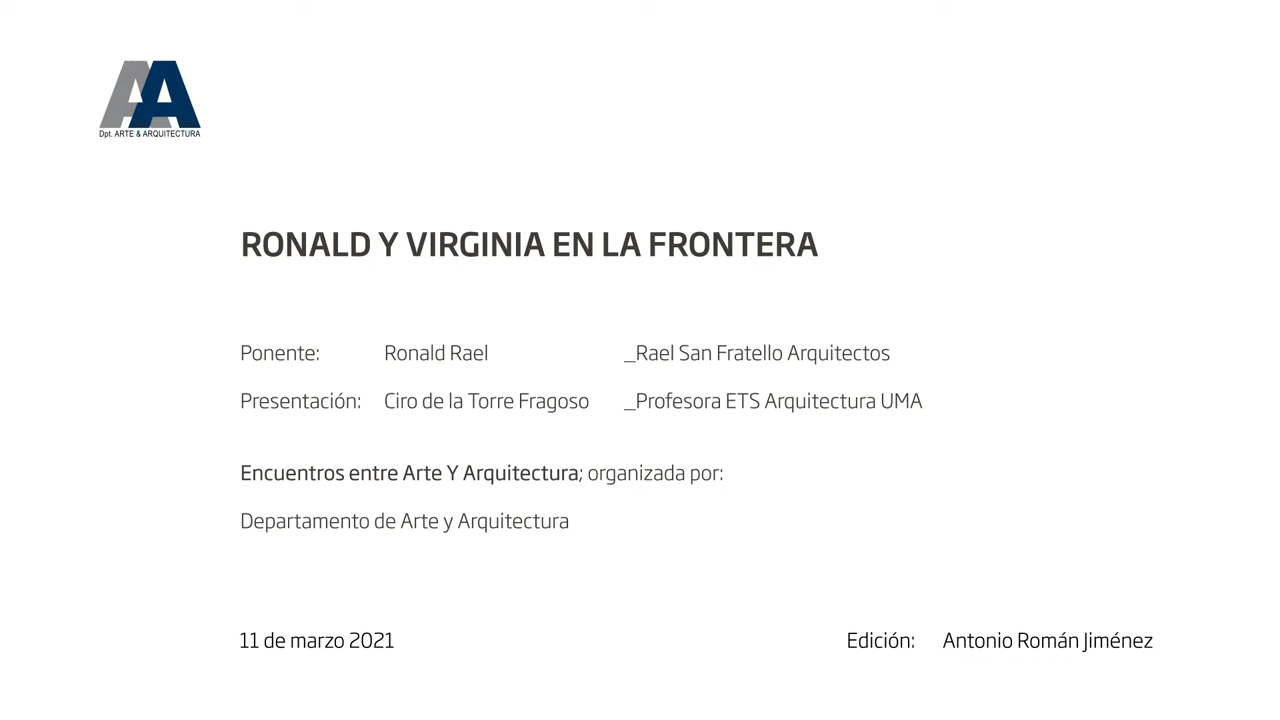 AA
Dpt. ARTE & ARQUITECTURA
RONALD Y VIRGINIA EN LA FRONTERA
Ponente: Ronald Rael _Rael San Fratello Arquitectos
Presentación: Ciro de la Torre Fragoso _Profesora ETS Arquitectura UMA
Encuentros entre Arte Y Arquitectura; organizada por:
Departamento de Arte y Arquitectura
11 de marzo 2021 Edición: Antonio Román Jiménez